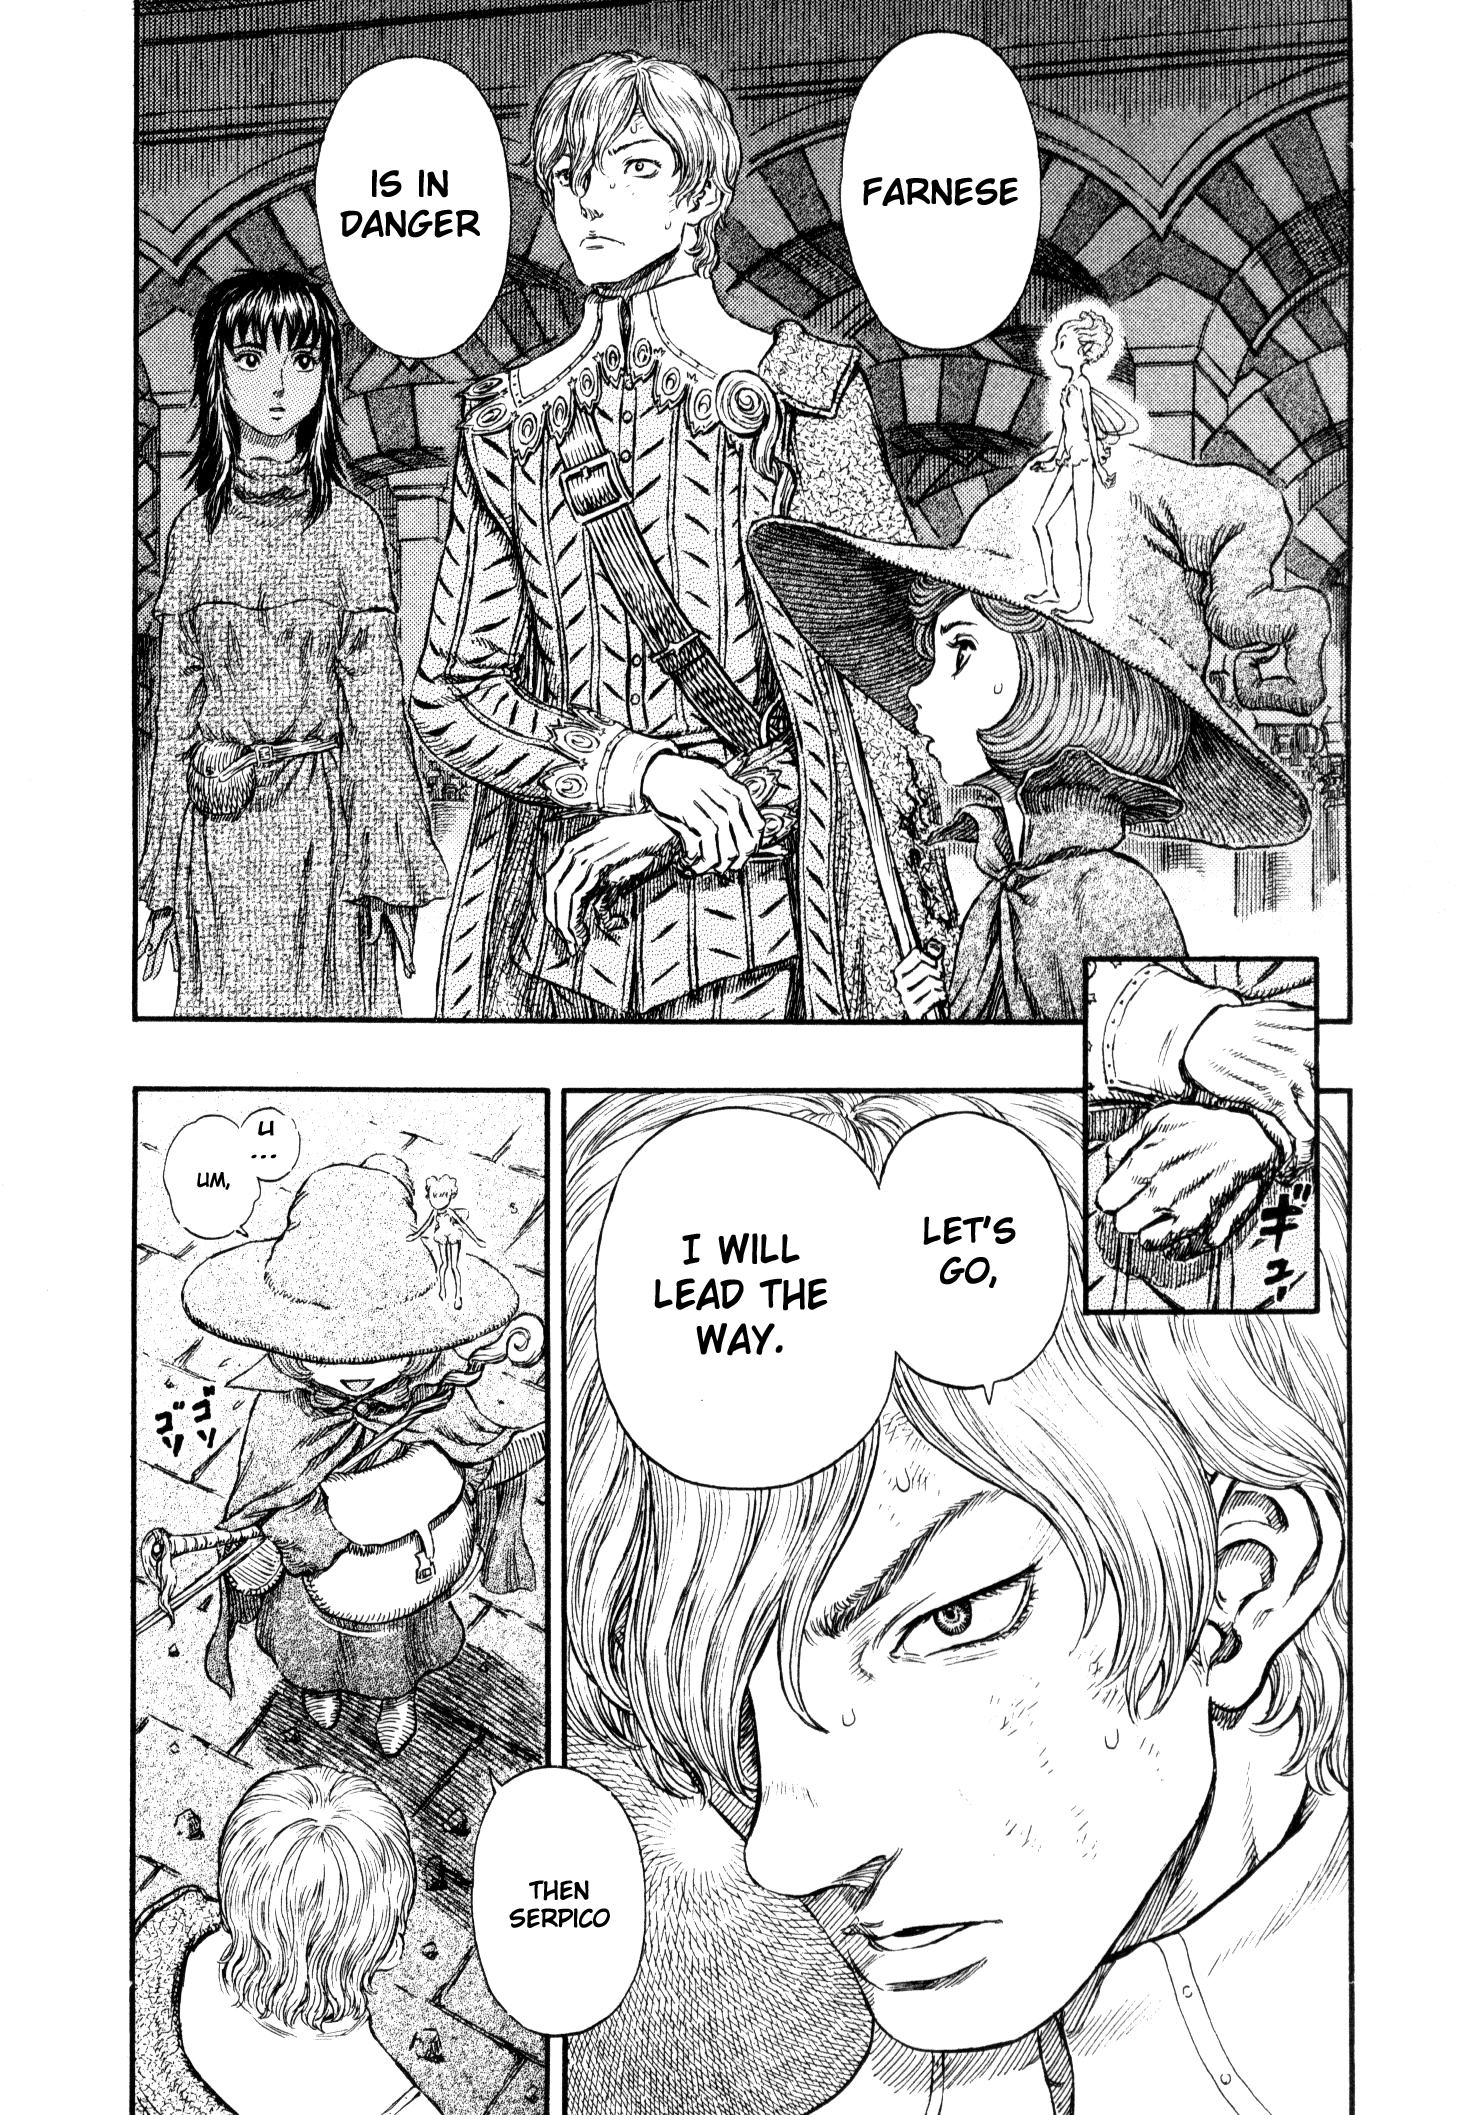 FARNESE
IS IN
DANGER
ギュ
LET'S
GO,
I WILL
LEAD THE
WAY.
U
...
UM,
ゴソ
ゴソ
THEN
SERPICO